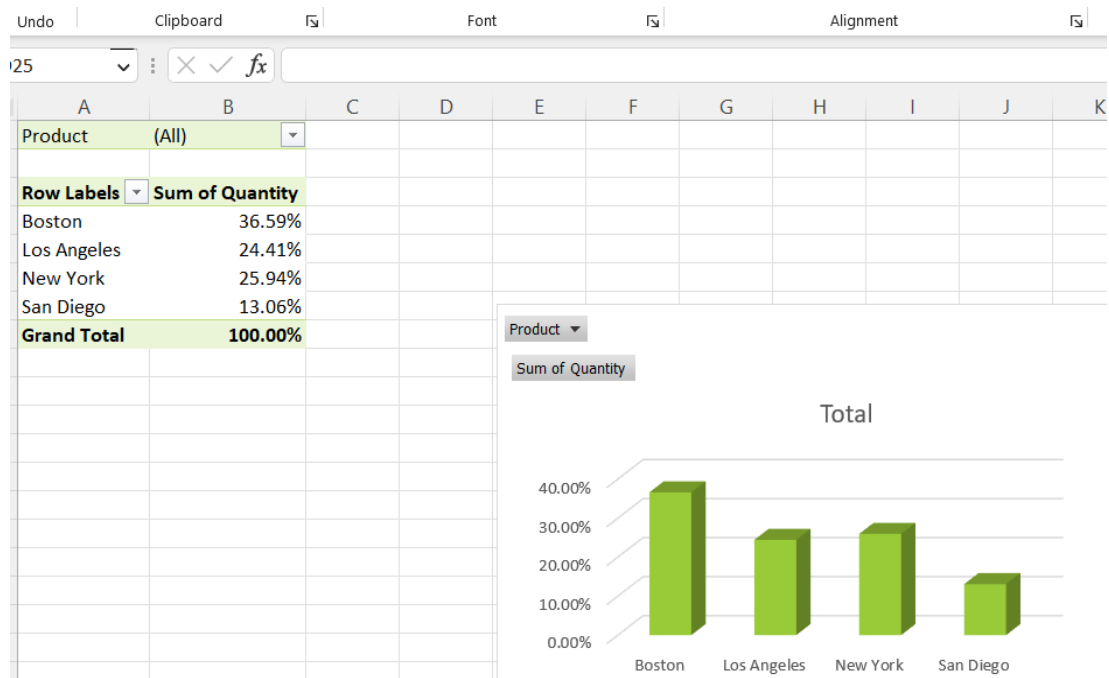 Undo Clipboard Font Alignment
25 fx
A B C D E F G H I J K
Product (All)
Row Labels Sum of Quantity
Boston 36.59%
Los Angeles 24.41%
New York 25.94%
San Diego 13.06%
Grand Total 100.00%
Product
Sum of Quantity
Total
40.00%
30.00%
20.00%
10.00%
0.00%
Boston Los Angeles New York San Diego